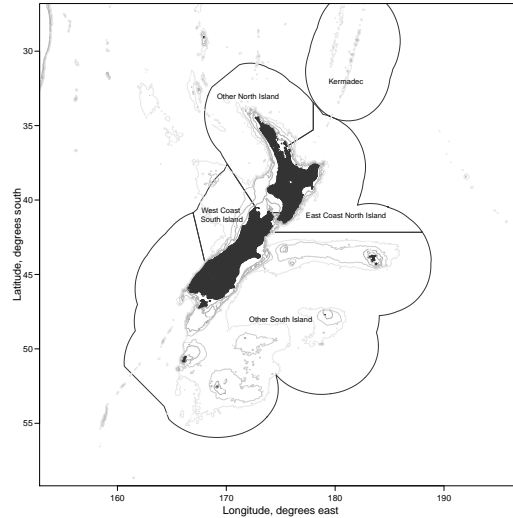 30
Kermadec
Other North Island
35
40
West Coast
South Island
East Coast North Island
45
Other South Island
50
55
160
170
180
190
Latitude, degrees south
Longitude, degrees east